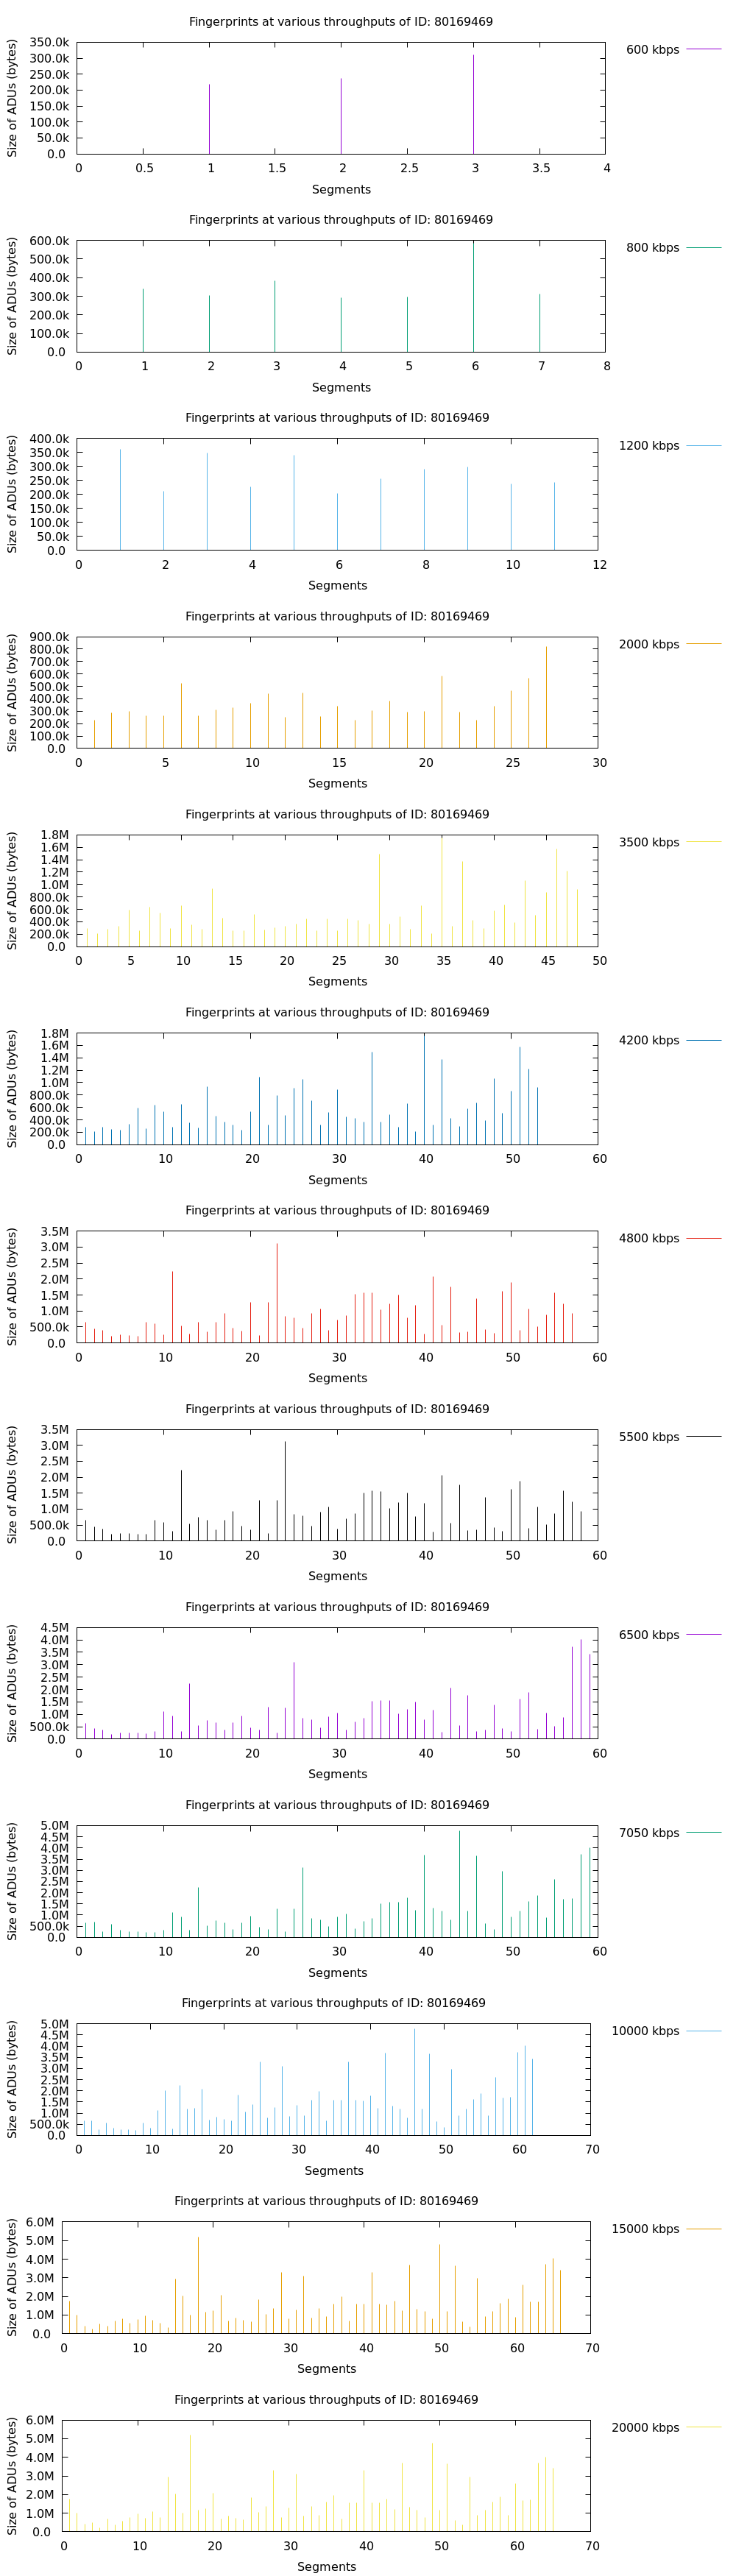 Fingerprints at various throughputs of ID: 80169469
600 kbps
Size of ADUs (bytes)
350.0k
300.0k
250.0k
200.0k
150.0k
100.0k
50.0k
0.0
0 0.5 1 1.5 2 2.5 3 3.5 4
Segments
Fingerprints at various throughputs of ID: 80169469
800 kbps
Size of ADUs (bytes)
600.0k
500.0k
400.0k
300.0k
200.0k
100.0k
0.0
0 1 2 3 4 5 6 7 8
Segments
Fingerprints at various throughputs of ID: 80169469
1200 kbps
Size of ADUs (bytes)
400.0k
350.0k
300.0k
250.0k
200.0k
150.0k
100.0k
50.0k
0.0
0 2 4 6 8 10 12
Segments
Fingerprints at various throughputs of ID: 80169469
2000 kbps
Size of ADUs (bytes)
900.0k
800.0k
700.0k
600.0k
500.0k
400.0k
300.0k
200.0k
100.0k
0.0
0 5 10 15 20 25 30
Segments
Fingerprints at various throughputs of ID: 80169469
3500 kbps
Size of ADUs (bytes)
1.8M
1.6M
1.4M
1.2M
1.0M
800.0k
600.0k
400.0k
200.0k
0.0
0 5 10 15 20 25 30 35 40 45 50
Segments
Fingerprints at various throughputs of ID: 80169469
4200 kbps
Size of ADUs (bytes)
1.8M
1.6M
1.4M
1.2M
1.0M
800.0k
600.0k
400.0k
200.0k
0.0
0 10 20 30 40 50 60
Segments
Fingerprints at various throughputs of ID: 80169469
4800 kbps
Size of ADUs (bytes)
3.5M
3.0M
2.5M
2.0M
1.5M
1.0M
500.0k
0.0
0 10 20 30 40 50 60
Segments
Fingerprints at various throughputs of ID: 80169469
5500 kbps
Size of ADUs (bytes)
3.5M
3.0M
2.5M
2.0M
1.5M
1.0M
500.0k
0.0
0 10 20 30 40 50 60
Segments
Fingerprints at various throughputs of ID: 80169469
6500 kbps
Size of ADUs (bytes)
4.5M
4.0M
3.5M
3.0M
2.5M
2.0M
1.5M
1.0M
500.0k
0.0
0 10 20 30 40 50 60
Segments
Fingerprints at various throughputs of ID: 80169469
7050 kbps
Size of ADUs (bytes)
5.0M
4.5M
4.0M
3.5M
3.0M
2.5M
2.0M
1.5M
1.0M
500.0k
0.0
0 10 20 30 40 50 60
Segments
Fingerprints at various throughputs of ID: 80169469
10000 kbps
Size of ADUs (bytes)
5.0M
4.5M
4.0M
3.5M
3.0M
2.5M
2.0M
1.5M
1.0M
500.0k
0.0
0 10 20 30 40 50 60 70
Segments
Fingerprints at various throughputs of ID: 80169469
15000 kbps
Size of ADUs (bytes)
6.0M
5.0M
4.0M
3.0M
2.0M
1.0M
0.0
0 10 20 30 40 50 60 70
Segments
Fingerprints at various throughputs of ID: 80169469
20000 kbps
Size of ADUs (bytes)
6.0M
5.0M
4.0M
3.0M
2.0M
1.0M
0.0
0 10 20 30 40 50 60 70
Segments